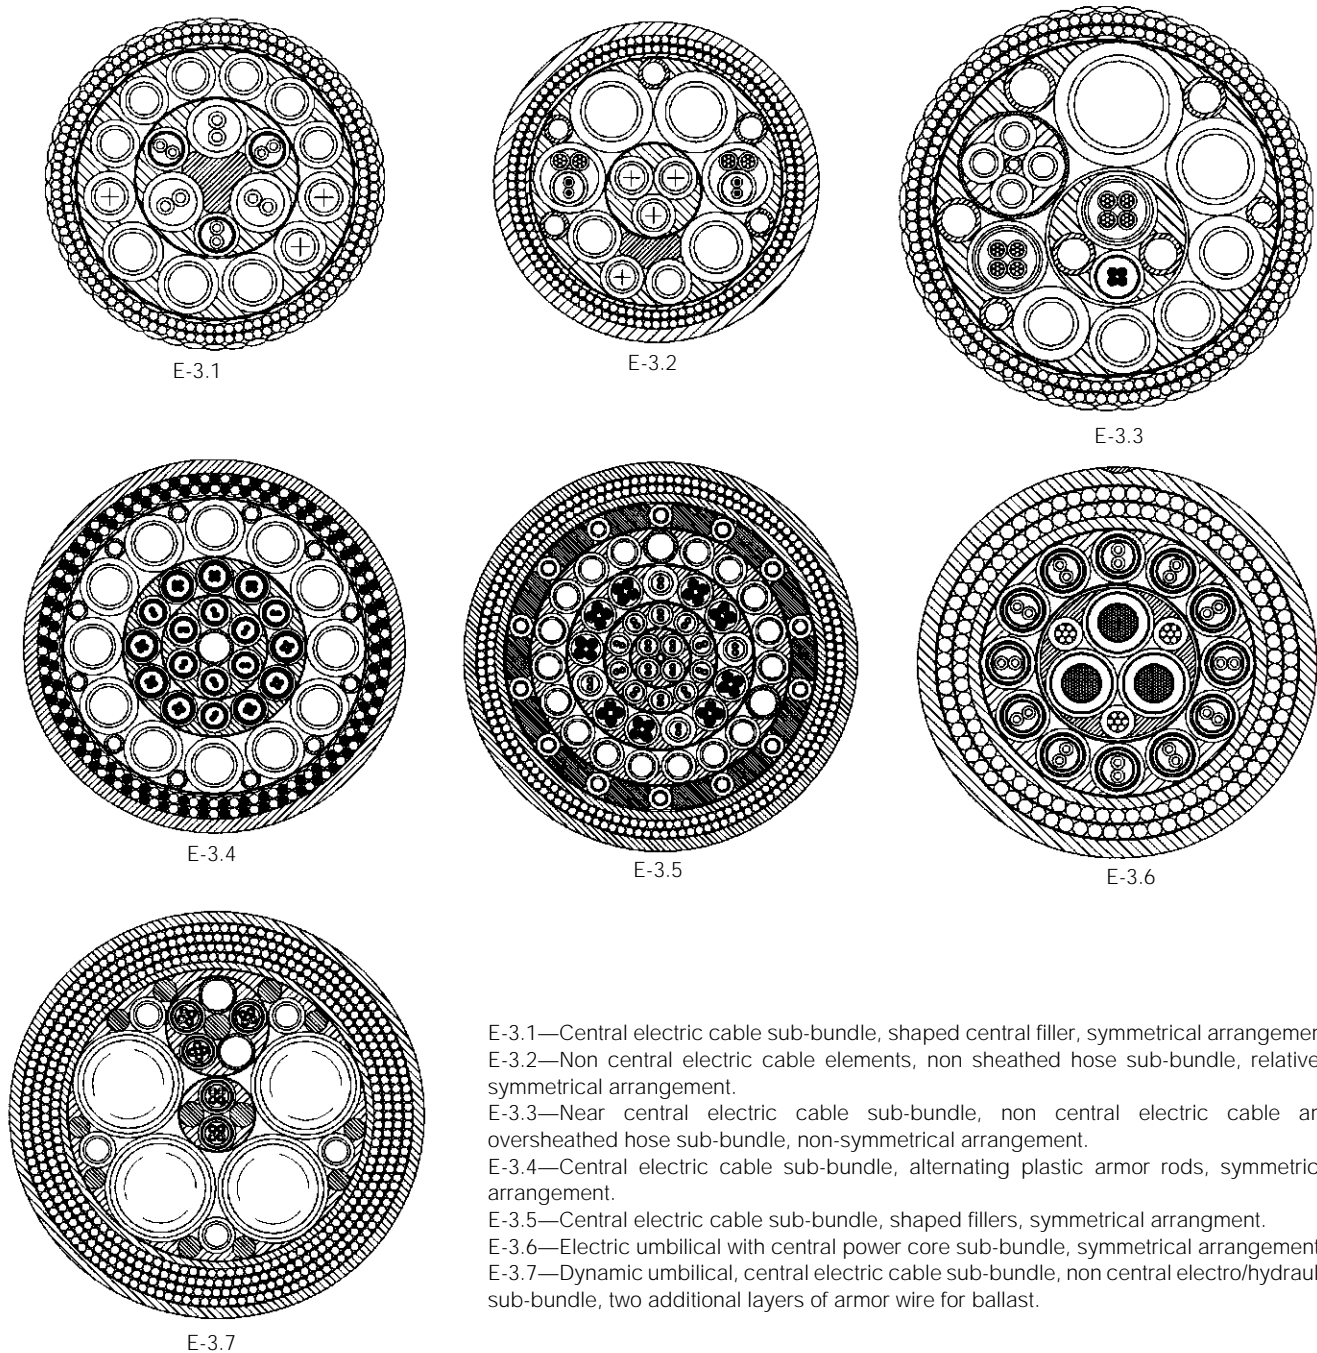 E-3.1
E-3.2
E-3.3
E-3.4
E-3.5
E-3.6
E-3.7
E-3.1—Central electric cable sub-bundle, shaped central filler, symmetrical arrangemen
E-3.2—Non central electric cable elements, non sheathed hose sub-bundle, relative
symmetrical arrangement.
E-3.3—Near central electric cable sub-bundle, non central electric cable an
oversheathed hose sub-bundle, non-symmetrical arrangement.
E-3.4—Central electric cable sub-bundle, alternating plastic armor rods, symmetric
arrangement.
E-3.5—Central electric cable sub-bundle, shaped fillers, symmetrical arrangment.
E-3.6—Electric umbilical with central power core sub-bundle, symmetrical arrangement
E-3.7—Dynamic umbilical, central electric cable sub-bundle, non central electro/hydraul
sub-bundle, two additional layers of armor wire for ballast.